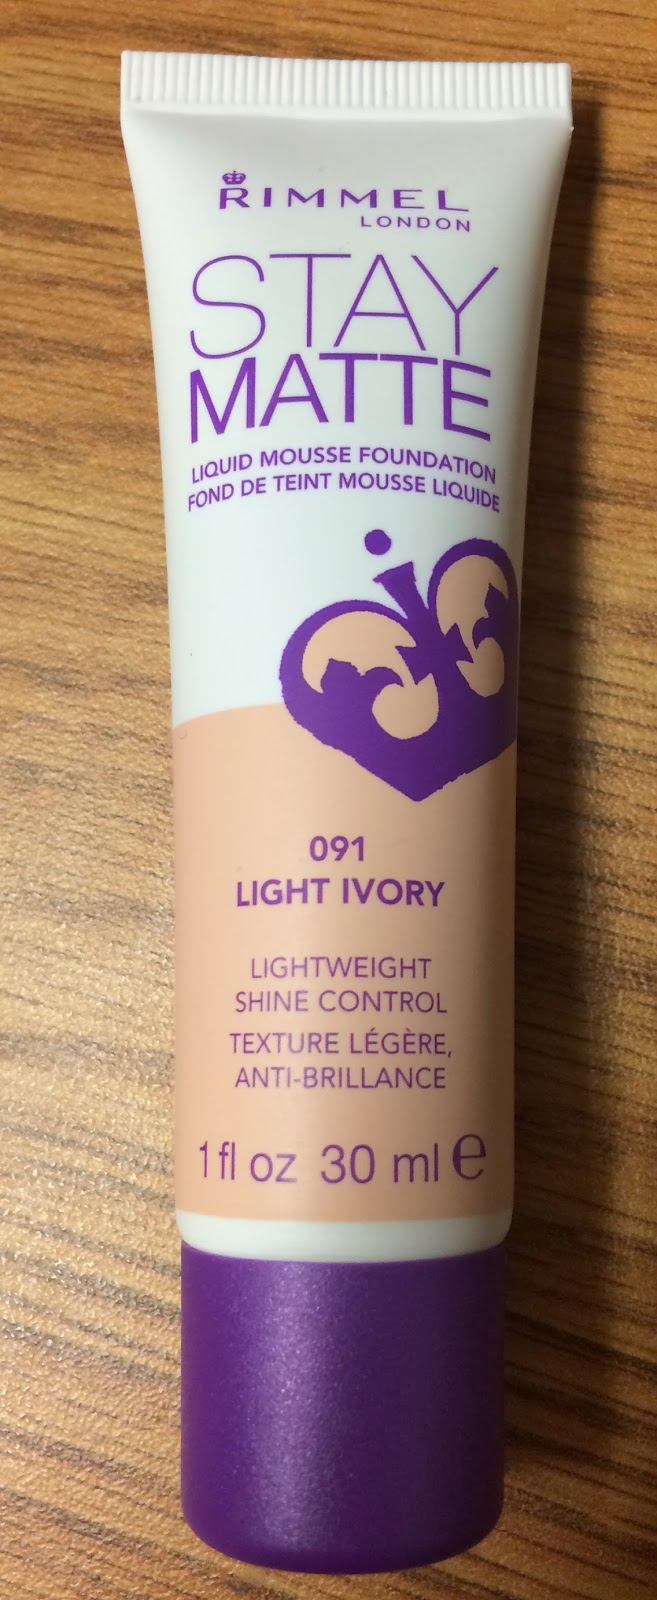 RIMMEL
LONDON
STAY
MATTE
LIQUID MOUSSE FOUNDATION
FOND DE TEINT MOUSSE LIQUIDE
091
LIGHT IVORY
LIGHTWEIGHT
SHINE CONTROL
TEXTURE LÉGÈRE,
ANTI-BRILLANCE
1 fl oz 30 ml ℮